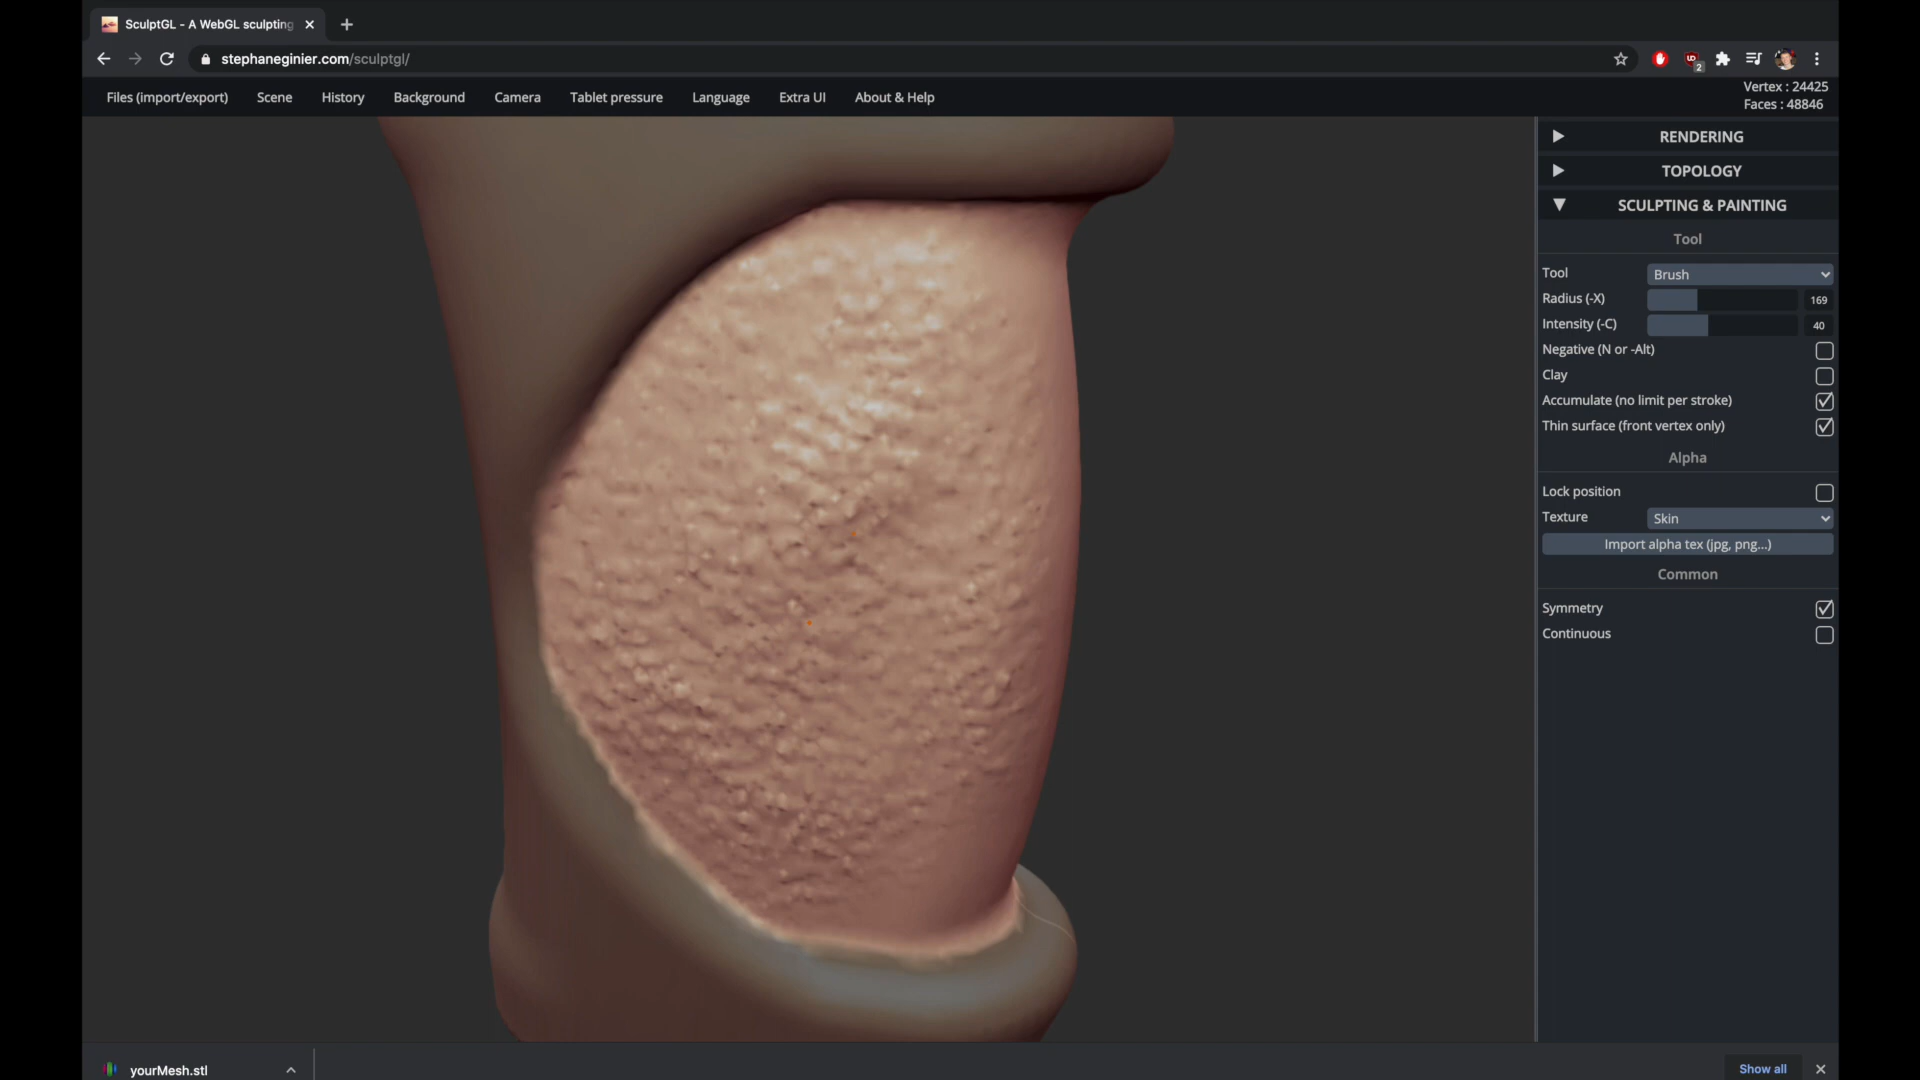 SculptGL - A WebGL sculpting
stephaneginier.com/sculptgl/
2
Files (import/export) Scene History Background Camera Tablet pressure Language Extra UI About & Help
Vertex : 24425
Faces : 48846
RENDERING
TOPOLOGY
SCULPTING & PAINTING
Tool
Tool Brush
Radius (-X) 169
Intensity (-C) 40
Negative (N or -Alt)
Clay
Accumulate (no limit per stroke)
Thin surface (front vertex only)
Alpha
Lock position
Texture Skin
Import alpha tex (jpg, png...)
Common
Symmetry
Continuous
yourMesh.stl
Show all